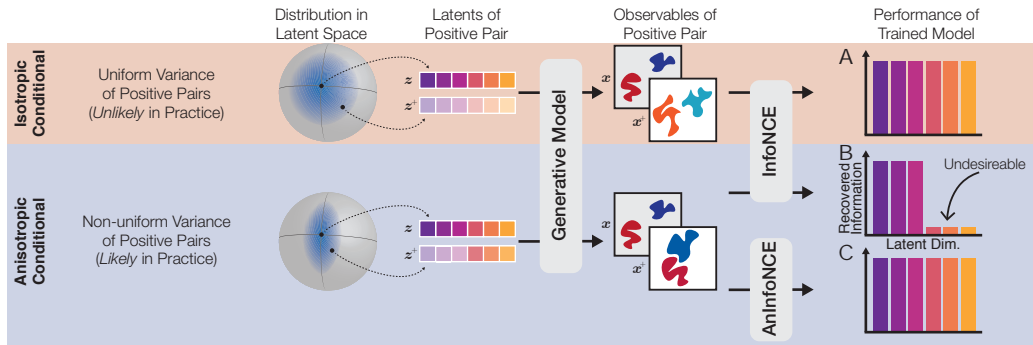 Distribution in
Latent Space
Latents of
Positive Pair
Observables of
Positive Pair
Performance of
Trained Model
Isotropic
Conditional
Uniform Variance
of Positive Pairs
(Unlikely in Practice)
z
z+
Generative Model
x
x+
InfoNCE
A
Anisotropic
Conditional
Non-uniform Variance
of Positive Pairs
(Likely in Practice)
z
z+
x
x+
AnInfoNCE
B
Undesireable
Recovered
Information
Latent Dim.
C